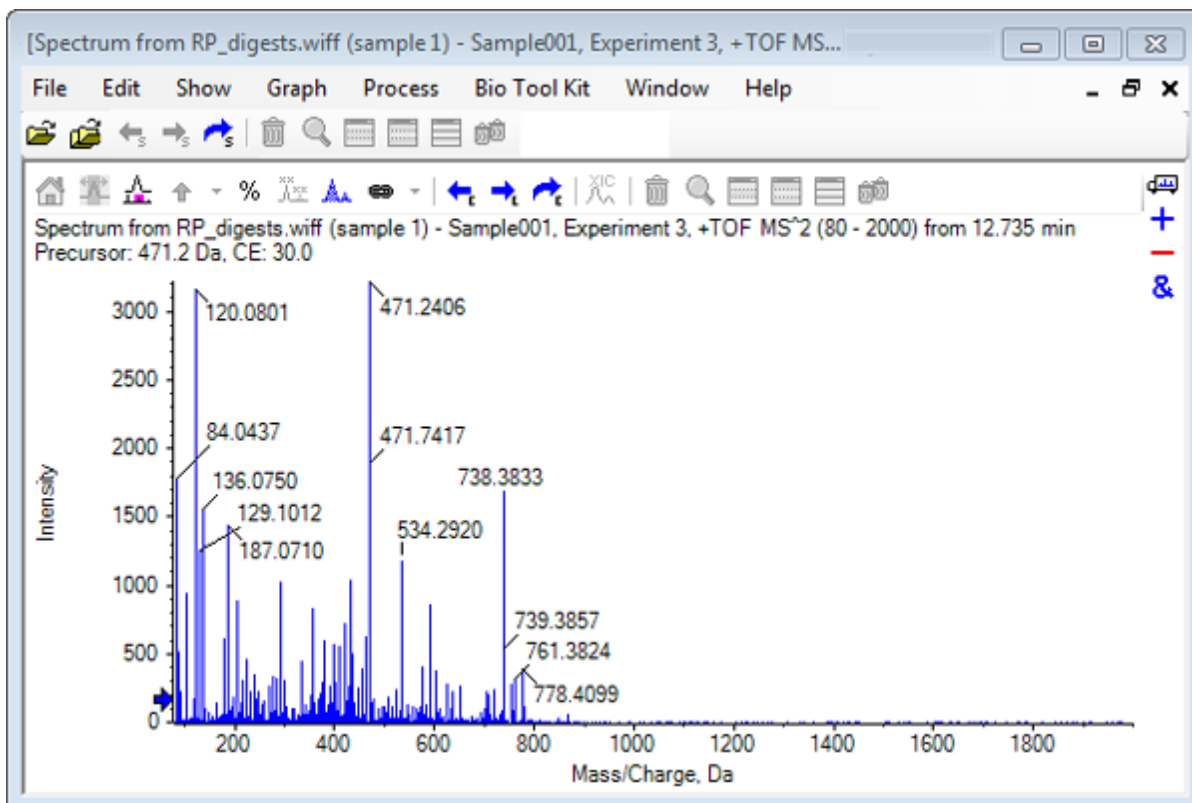 [Spectrum from RP_digests.wiff (sample 1) - Sample001, Experiment 3, +TOF MS...
File Edit Show Graph Process Bio Tool Kit Window Help
S S S
% XIC
Spectrum from RP_digests.wiff (sample 1) - Sample001, Experiment 3, +TOF MS^2 (80 - 2000) from 12.735 min
Precursor: 471.2 Da, CE: 30.0
&
Intensity
3000
2500
2000
1500
1000
500
0
120.0801
471.2406
84.0437
471.7417
136.0750
738.3833
129.1012
187.0710
534.2920
739.3857
761.3824
778.4099
200 400 600 800 1000 1200 1400 1600 1800
Mass/Charge, Da